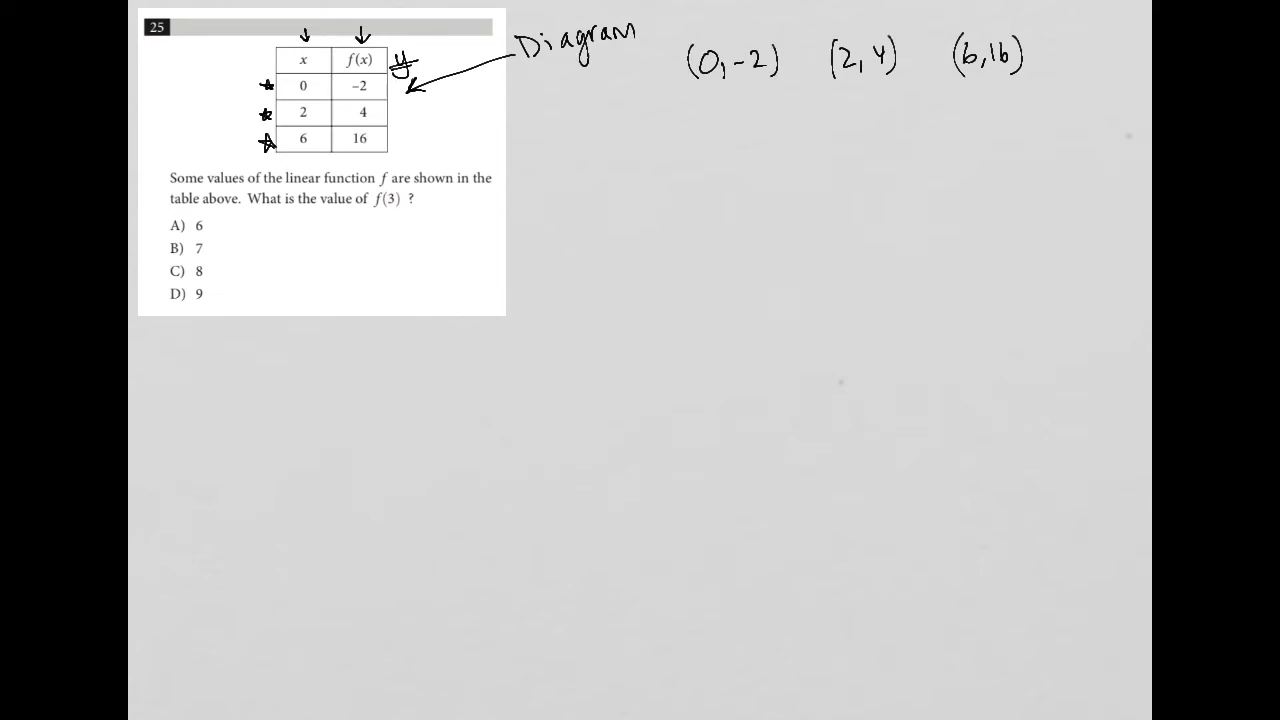 25
Diagram
(0,-2) (2,4) (6,16)
x f(x) y
0 –2
2 4
6 16
Some values of the linear function f are shown in the
table above. What is the value of f(3) ?
A) 6
B) 7
C) 8
D) 9